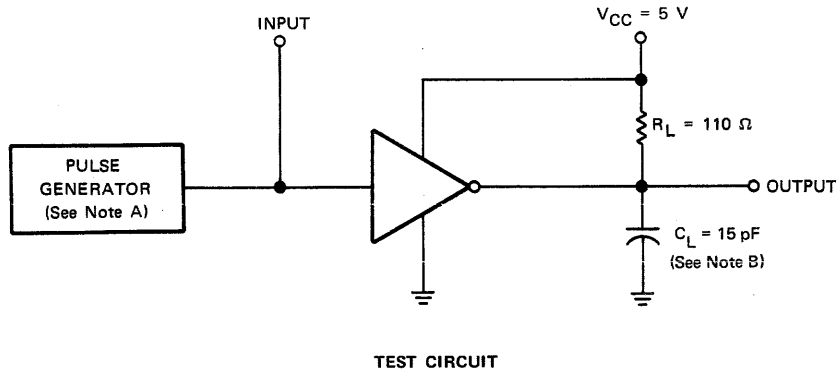 INPUT
VCC = 5 V
RL = 110 Ω
PULSE
GENERATOR
(See Note A)
OUTPUT
CL = 15 pF
(See Note B)
TEST CIRCUIT